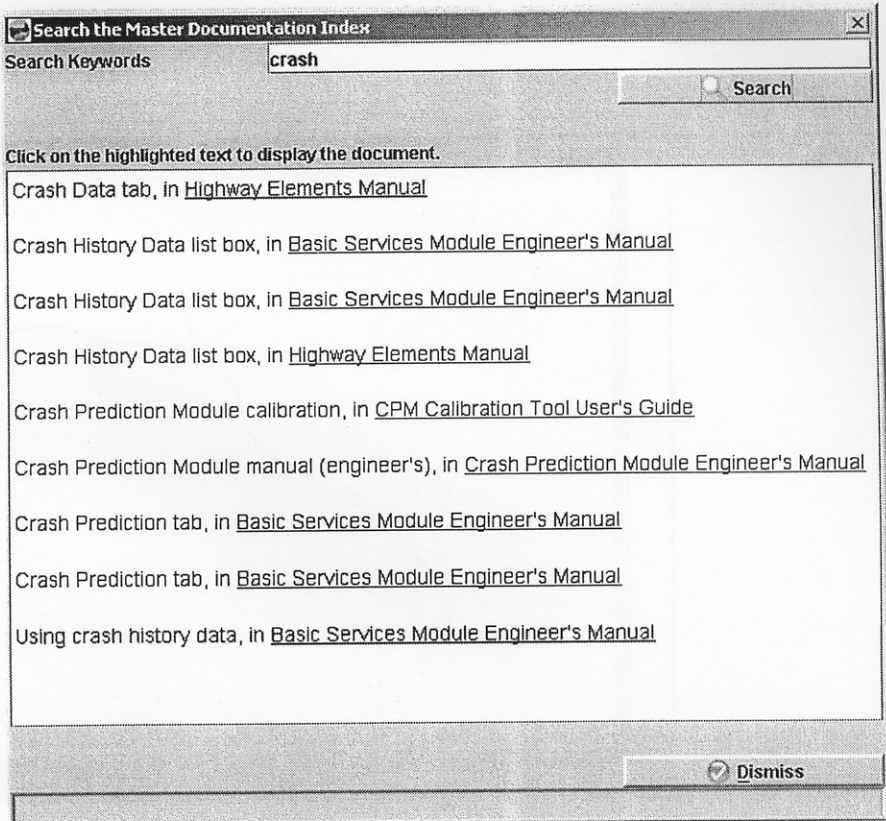 Search the Master Documentation Index
Search Keywords crash
Search
Click on the highlighted text to display the document.
Crash Data tab, in Highway Elements Manual
Crash History Data list box, in Basic Services Module Engineer's Manual
Crash History Data list box, in Basic Services Module Engineer's Manual
Crash History Data list box, in Highway Elements Manual
Crash Prediction Module calibration, in CPM Calibration Tool User's Guide
Crash Prediction Module manual (engineer's), in Crash Prediction Module Engineer's Manual
Crash Prediction tab, in Basic Services Module Engineer's Manual
Crash Prediction tab, in Basic Services Module Engineer's Manual
Using crash history data, in Basic Services Module Engineer's Manual
Dismiss